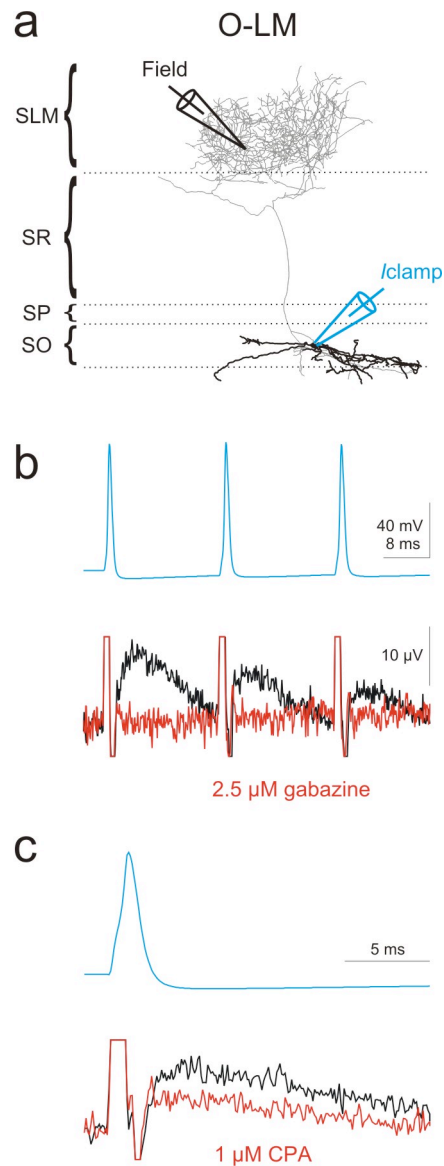 a
O-LM
Field
SLM
SR
Iclamp
SP
SO
b
40 mV
8 ms
10 µV
2.5 µM gabazine
c
5 ms
1 µM CPA